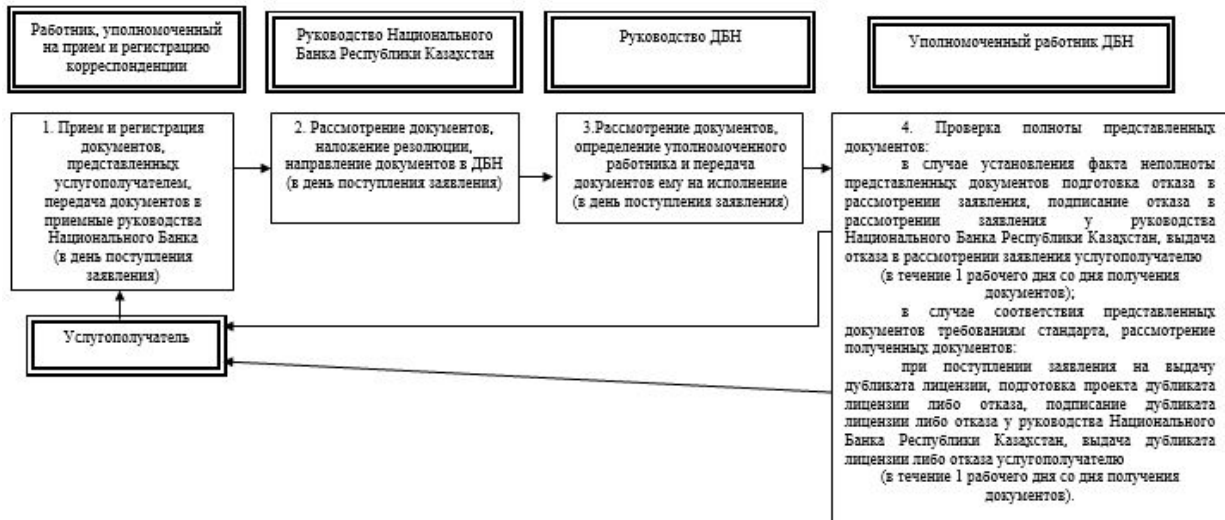 Работник, уполномоченный
на прием и регистрацию
корреспонденции
Руководство Национального
Банка Республики Казахстан
Руководство ДБН
Уполномоченный работник ДБН
1. Прием и регистрация
документов,
представленных
услугополучателем,
передача документов в
приемные руководства
Национального Банка
(в день поступления
заявления)
2. Рассмотрение документов,
наложение резолюции,
направление документов в ДБН
(в день поступления заявления)
3.Рассмотрение документов,
определение уполномоченного
работника и передача
документов ему на исполнение
(в день поступления заявления)
4. Проверка полноты представленных
документов:
в случае установления факта неполноты
представленных документов подготовка отказа в
рассмотрении заявления, подписание отказа в
рассмотрении заявления у руководства
Национального Банка Республики Казахстан, выдача
отказа в рассмотрении заявления услугополучателю
(в течение 1 рабочего дня со дня получения
документов);
в случае соответствия представленных
документов требованиям стандарта, рассмотрение
полученных документов:
при поступлении заявления на выдачу
дубликата лицензии, подготовка проекта дубликата
лицензии либо отказа, подписание дубликата
лицензии либо отказа у руководства Национального
Банка Республики Казахстан, выдача дубликата
лицензии либо отказа услугополучателю
(в течение 1 рабочего дня со дня получения
документов).
Услугополучатель